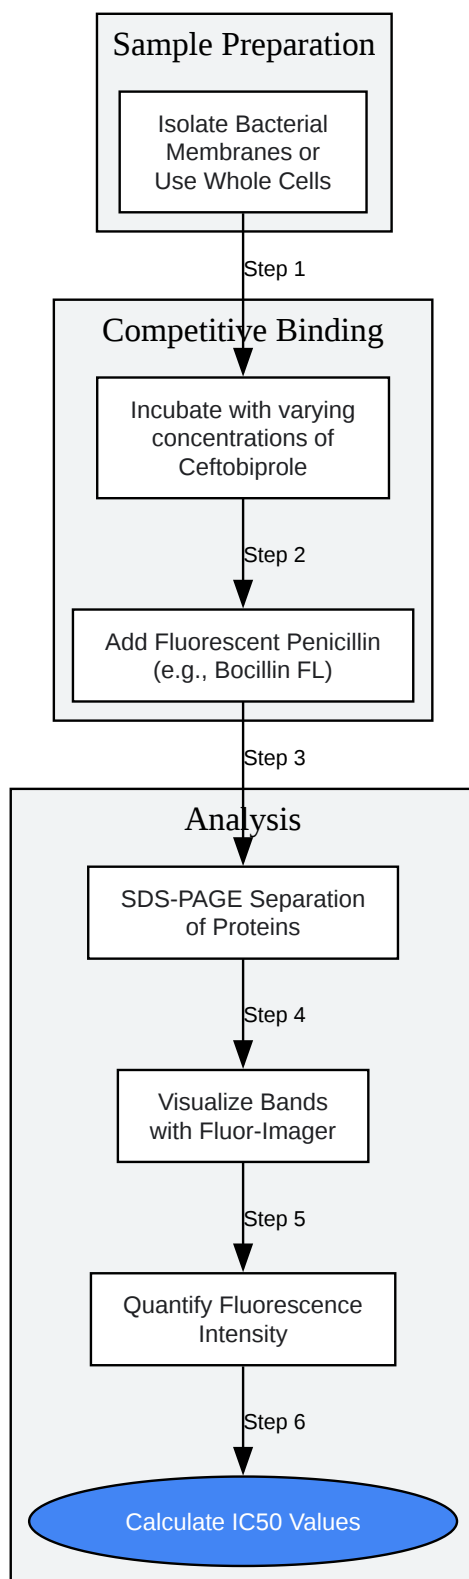 Sample Preparation
Isolate Bacterial
Membranes or
Use Whole Cells
Step 1
Competitive Binding
Incubate with varying
concentrations of
Ceftobiprole
Step 2
Add Fluorescent Penicillin
(e.g., Bocillin FL)
Step 3
Analysis
SDS-PAGE Separation
of Proteins
Step 4
Visualize Bands
with Fluor-Imager
Step 5
Quantify Fluorescence
Intensity
Step 6
Calculate IC50 Values